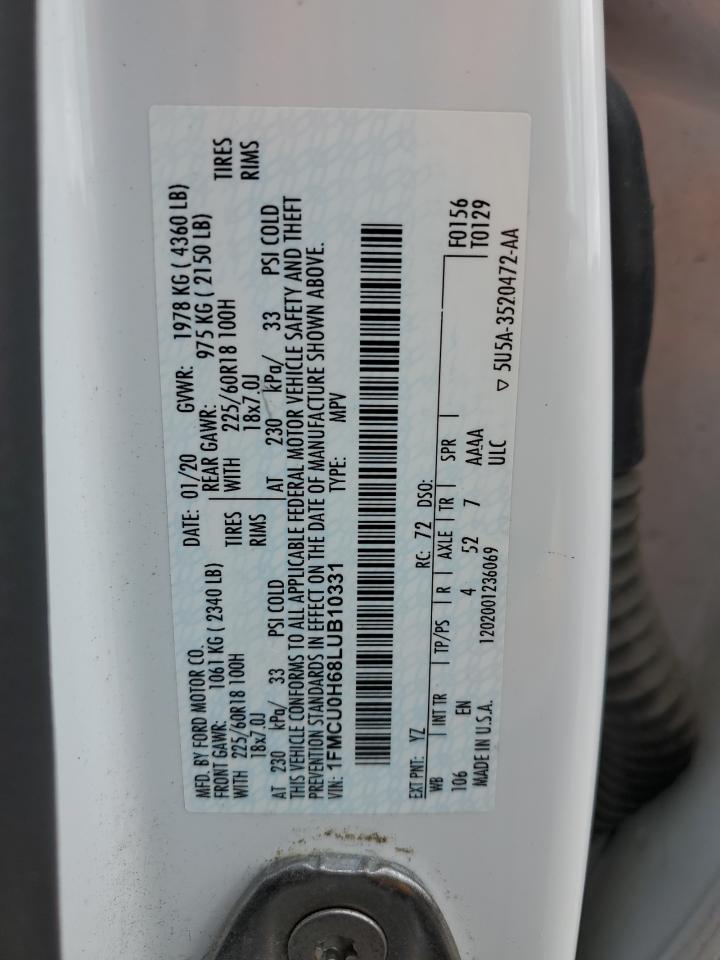 MFD. BY FORD MOTOR CO. DATE: 01/20 GVWR: 1978 KG ( 4360 LB)
FRONT GAWR: 1061 KG ( 2340 LB) REAR GAWR: 975 KG ( 2150 LB)
WITH 225/60R18 100H TIRES WITH 225/60R18 100H TIRES
18x7.0J RIMS 18x7.0J RIMS
AT 230 kPa/ 33 PSI COLD AT 230 kPa/ 33 PSI COLD
THIS VEHICLE CONFORMS TO ALL APPLICABLE FEDERAL MOTOR VEHICLE SAFETY AND THEFT
PREVENTION STANDARDS IN EFFECT ON THE DATE OF MANUFACTURE SHOWN ABOVE.
VIN: 1FMCU0H68LUB10331 TYPE: MPV
EXT PNT: YZ RC: 72 DSO:
WB INT TR TP/PS R AXLE TR SPR F0156
106 EN 4 52 7 AAAA T0129
MADE IN U.S.A. 1202001236069 ULC
▽ 5U5A-3520472-AA